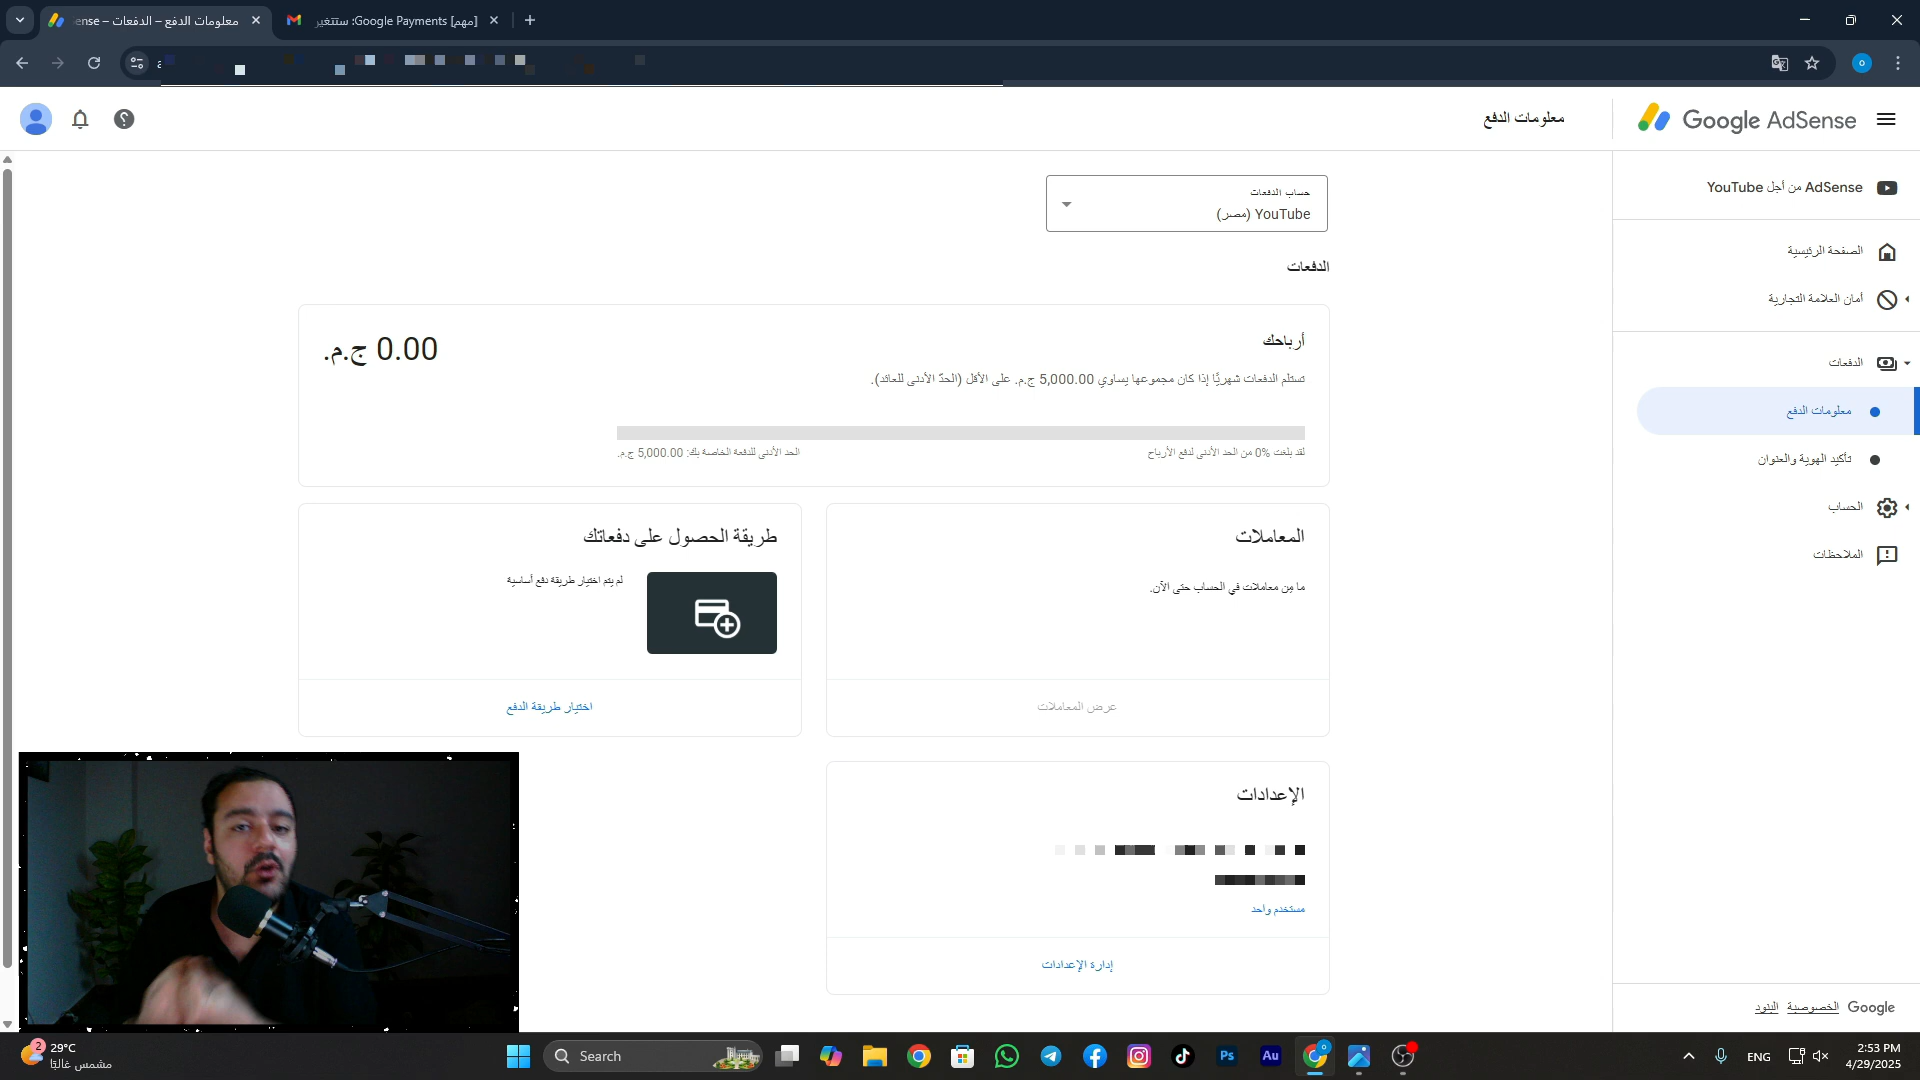 معلومات الدفع – الدفعات – ense
[مهم] Google Payments: ستتغير
معلومات الدفع
Google AdSense
AdSense من أجل YouTube
الصفحة الرئيسية
أمان العلامة التجارية
الدفعات
معلومات الدفع
تأكيد الهوية والعنوان
الحساب
الملاحظات
حساب الدفعات
YouTube (مصر)
الدفعات
أرباحك
0.00 ج.م.
تستلم الدفعات شهريًا إذا كان مجموعها يساوي 5,000.00 ج.م. على الأقل (الحدّ الأدنى للعائد).
لقد بلغت 0% من الحد الأدنى لدفع الأرباح
الحد الأدنى للدفعة الخاصة بك: 5,000.00 ج.م.
المعاملات
ما مِن معاملات في الحساب حتى الآن.
عرض المعاملات
طريقة الحصول على دفعاتك
لم يتم اختيار طريقة دفع أساسية
اختيار طريقة الدفع
الإعدادات
مستخدم واحد
إدارة الإعدادات
Google الخصوصية البنود
2
29°C
مشمس غالبًا
Search
Ps
Au
ENG
2:53 PM
4/29/2025